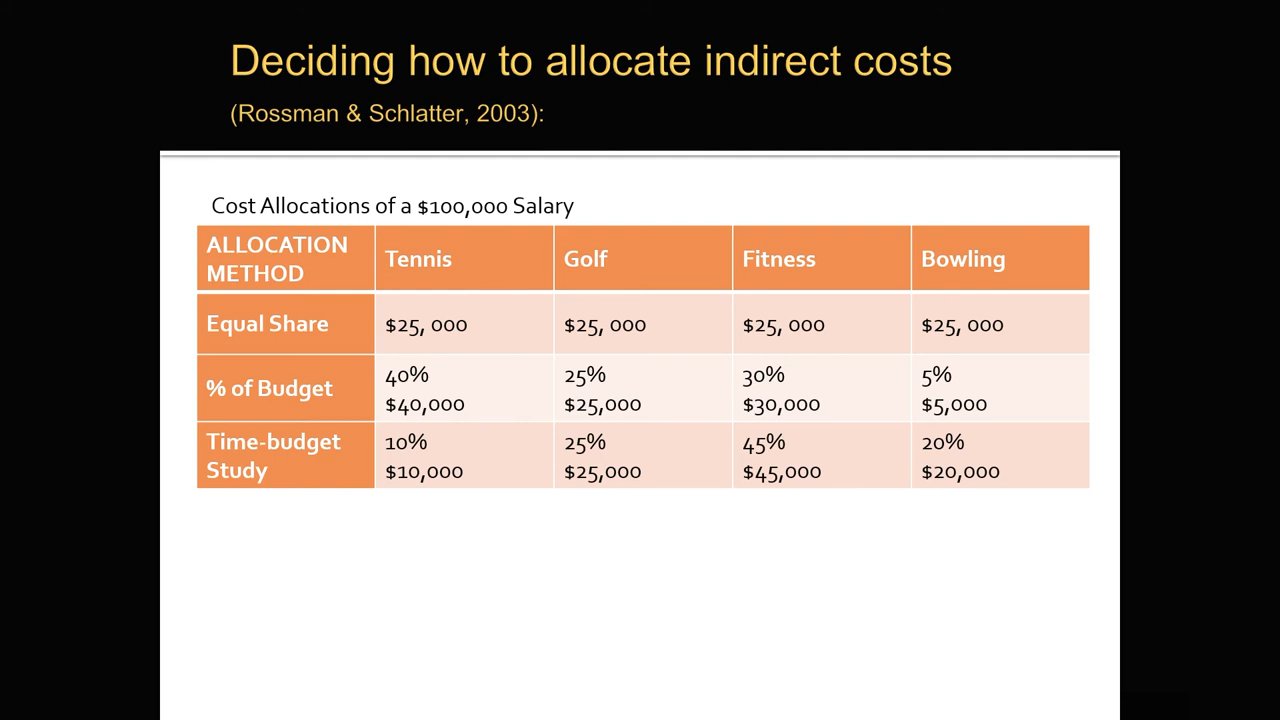 Deciding how to allocate indirect costs
(Rossman & Schlatter, 2003):
Cost Allocations of a $100,000 Salary
ALLOCATION METHOD Tennis Golf Fitness Bowling
Equal Share $25, 000 $25, 000 $25, 000 $25, 000
% of Budget 40% 25% 30% 5%
$40,000 $25,000 $30,000 $5,000
Time-budget Study 10% 25% 45% 20%
$10,000 $25,000 $45,000 $20,000